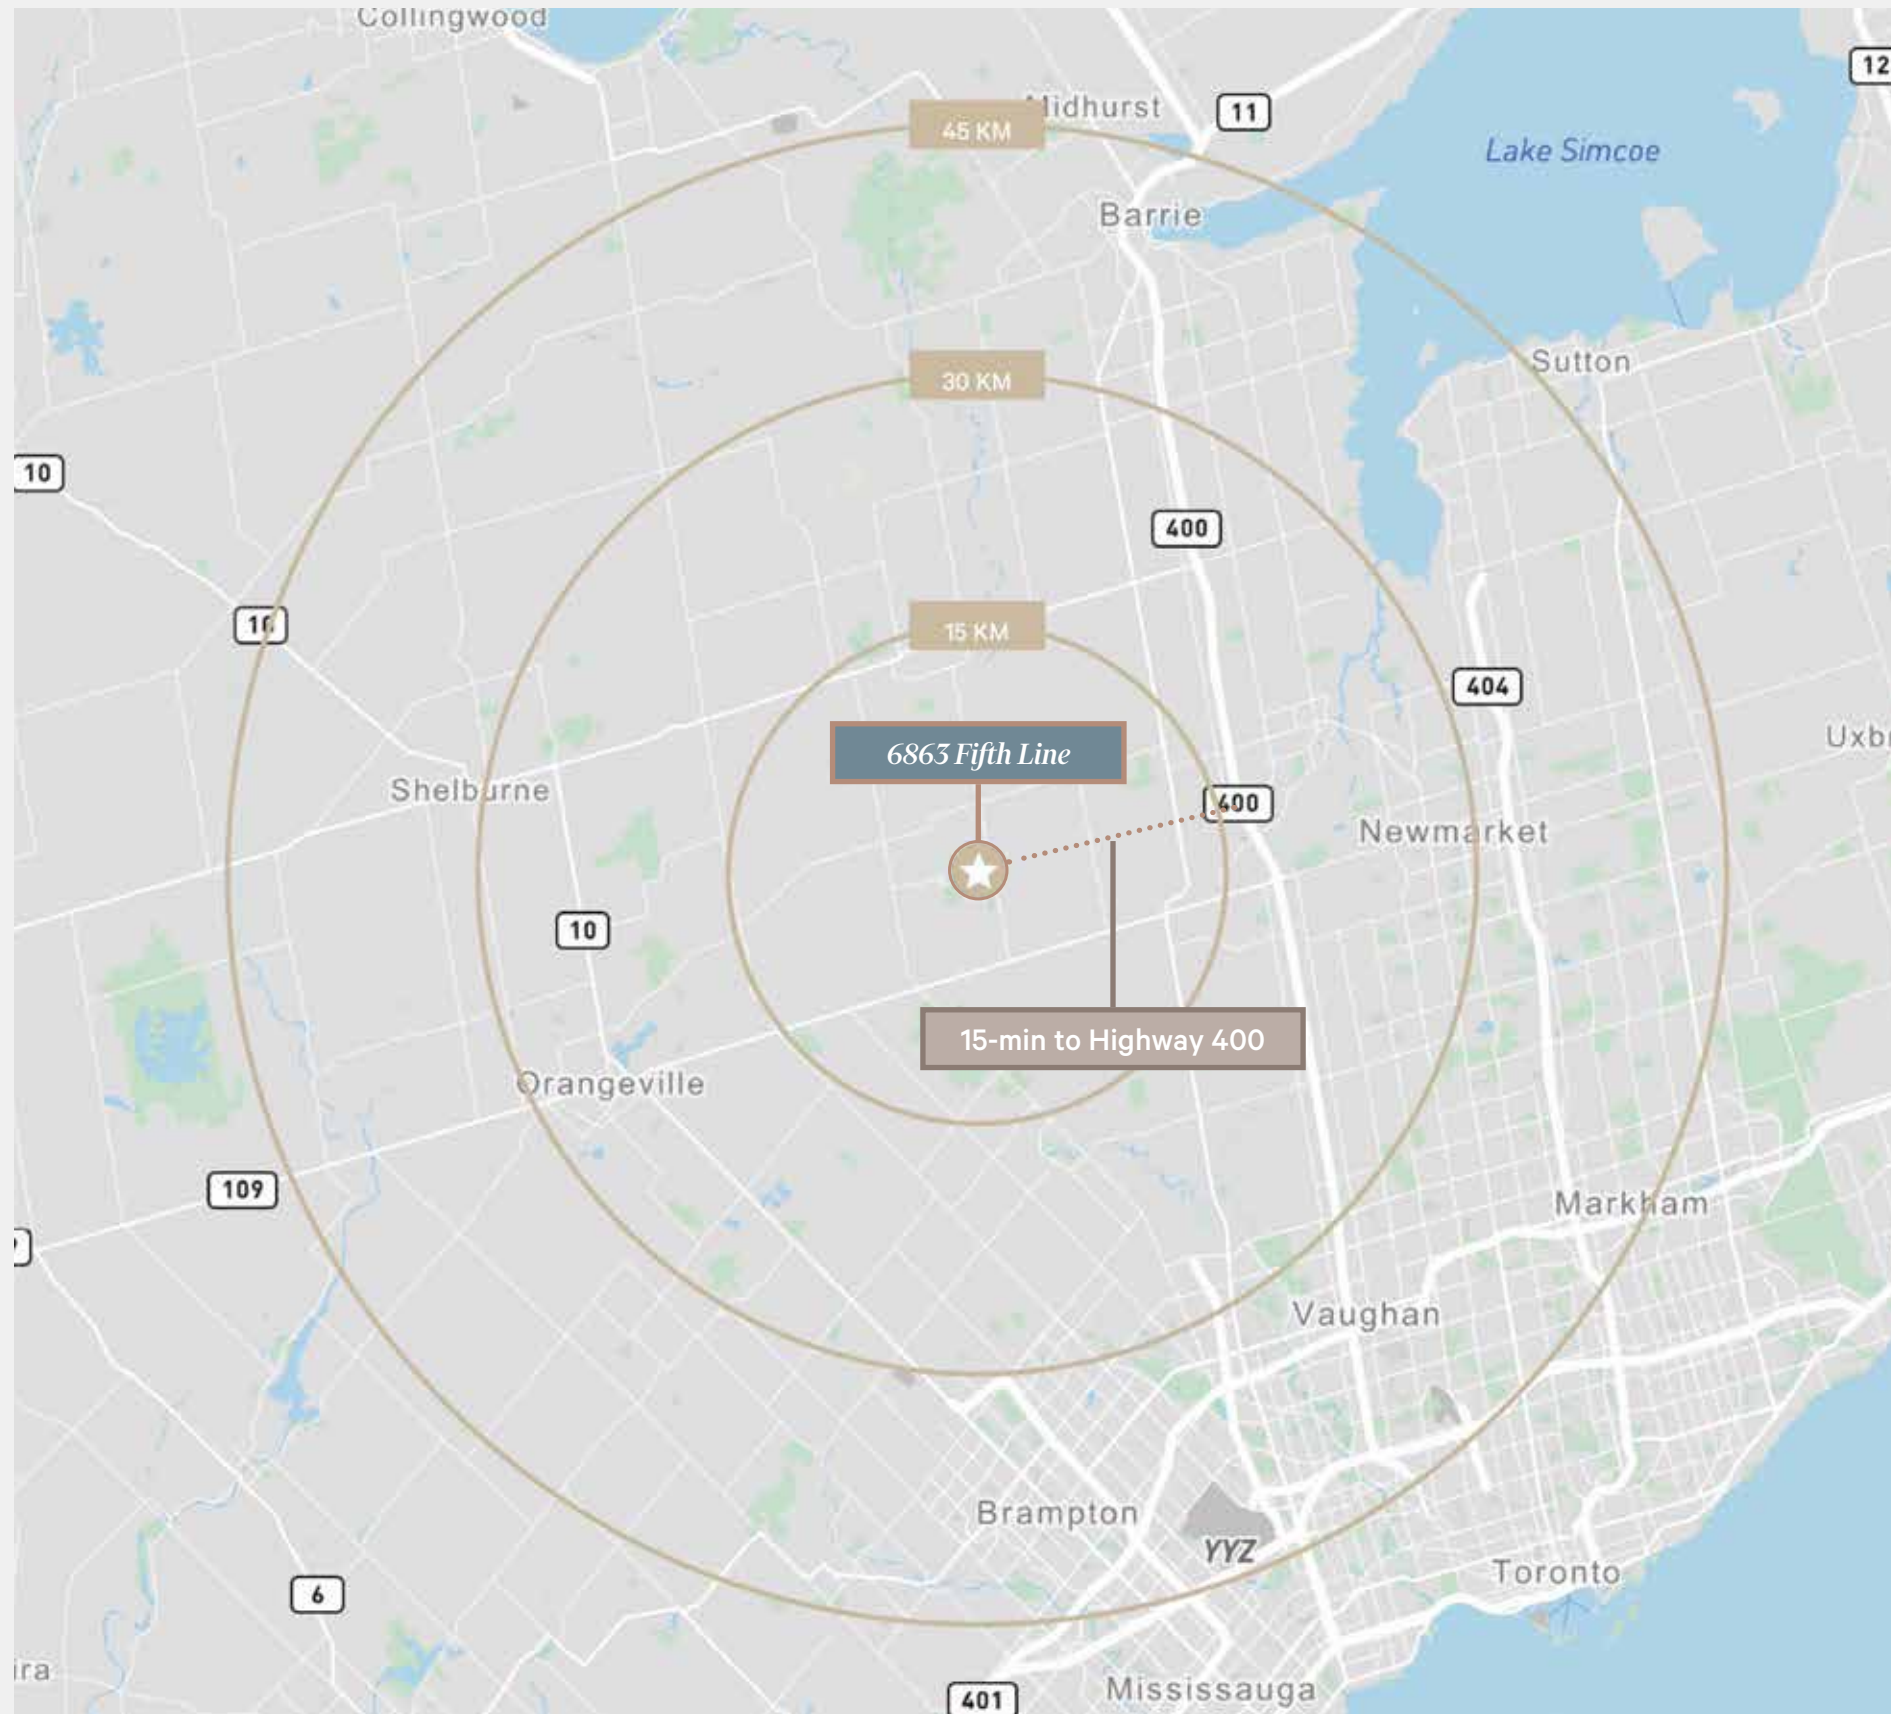 Collingwood
12
Midhurst
11
45 KM
Lake Simcoe
Barrie
Sutton
30 KM
10
400
15 KM
10
404
6863 Fifth Line
Uxb
Shelburne
400
Newmarket
10
15-min to Highway 400
Orangeville
109
Markham
Vaughan
Brampton
YYZ
Toronto
6
ira
Mississauga
401